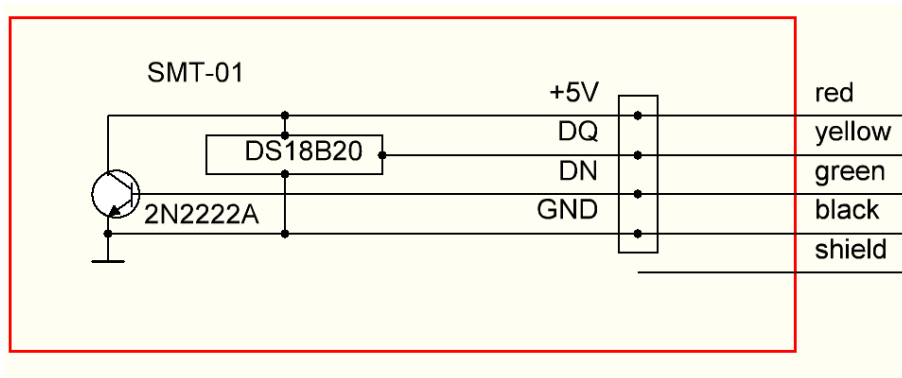 SMT-01
+5V
red
DQ
yellow
DS18B20
DN
green
2N2222A
GND
black
shield